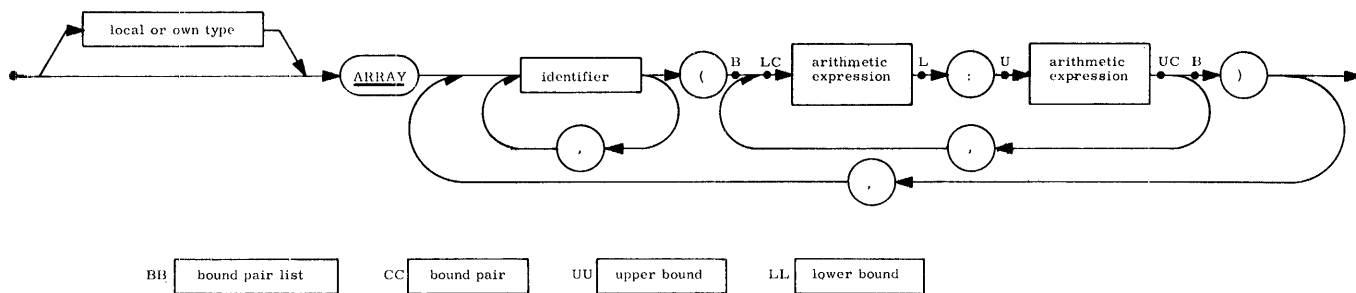 local or own type
ARRAY
identifier
,
(
B
LC
arithmetic
expression
L
:
U
arithmetic
expression
UC
B
)
,
,
BB bound pair list
CC bound pair
UU upper bound
LL lower bound